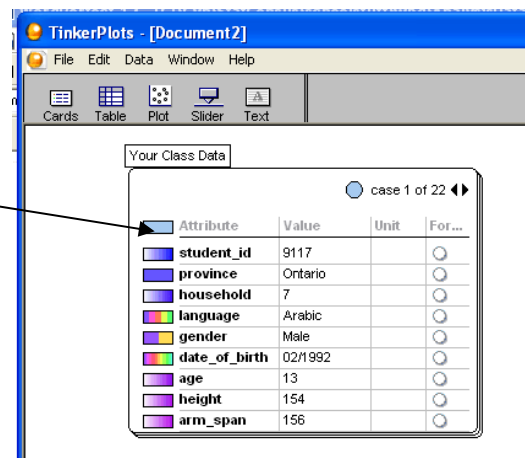 TinkerPlots - [Document2]
File Edit Data Window Help
Cards Table Plot Slider Text
Your Class Data
case 1 of 22
Attribute Value Unit For...
student_id 9117
province Ontario
household 7
language Arabic
gender Male
date_of_birth 02/1992
age 13
height 154
arm_span 156